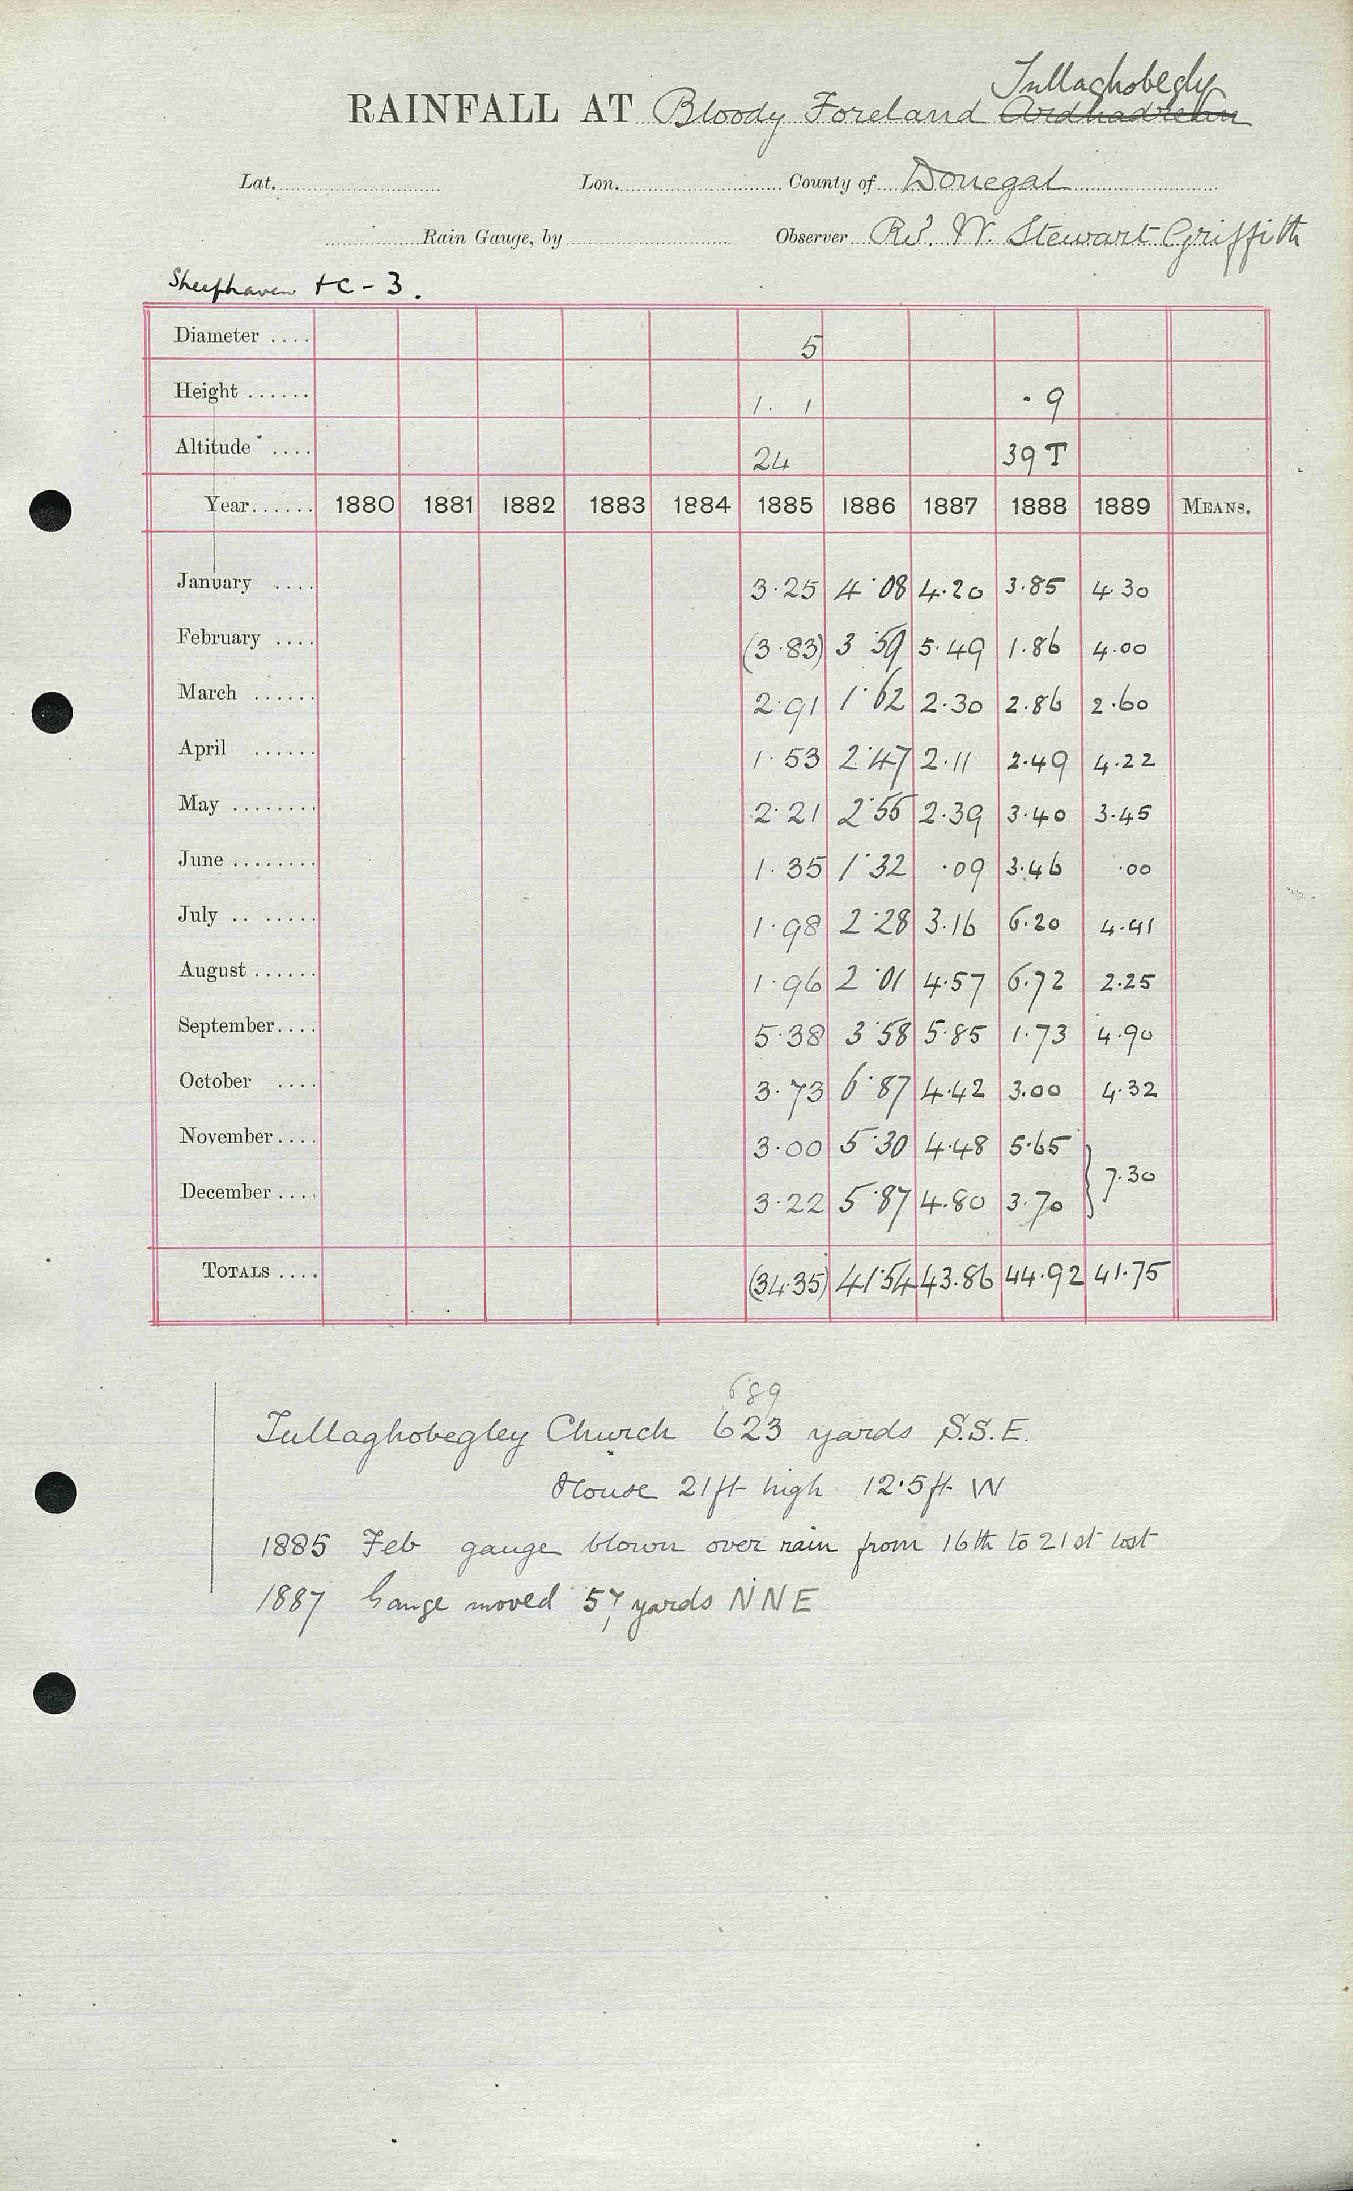 Tullaghobegly
RAINFALL AT Bloody Foreland
Lat. Lon. County of Donegal
Rain Gauge, by Observer Rd. W. Stewart Griffith
Sheephaven + C - 3.
Diameter .... 5
Height ...... 1. 1 · 9
Altitude .... 24 39 T
Year...... 1880 1881 1882 1883 1884 1885 1886 1887 1888 1889 MEANS.
January .... 3·25 4·08 4·20 3·85 4·30
February .... (3·83) 3·59 5·49 1·86 4·00
March ...... 2·91 1·62 2·30 2·86 2·60
April ...... 1·53 2·47 2·11 2·49 4·22
May ........ 2·21 2·55 2·39 3·40 3·45
June ........ 1·35 1·32 ·09 3·46 ·00
July .. ..... 1·98 2·28 3·16 6·20 4·41
August ...... 1·96 2·01 4·57 6·72 2·25
September.... 5·38 3·58 5·85 1·73 4·90
October .... 3·73 6·87 4·42 3·00 4·32
November.... 3·00 5·30 4·48 5·65
7·30
December.... 3·22 5·87 4·80 3·70
TOTALS .... (34·35) 41·54 43·86 44·92 41·75
689
Tullaghobegley Church 623 yards S.S.E.
House 21ft high 12·5ft W
1885 Feb gauge blown over rain from 16th to 21st lost
1887 Gauge moved 57 yards NNE